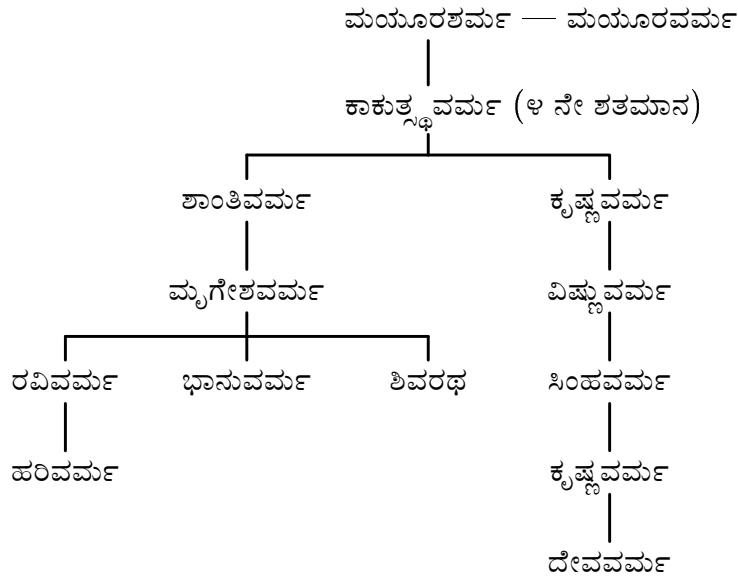 ಮಯೂರಶರ್ಮ — ಮಯೂರವರ್ಮ
ಕಾಕುತ್ಸ್ಥವರ್ಮ (೪ ನೇ ಶತಮಾನ)
ಶಾಂತಿವರ್ಮ ಕೃಷ್ಣವರ್ಮ
ಮೃಗೇಶವರ್ಮ ವಿಷ್ಣುವರ್ಮ
ರವಿವರ್ಮ ಭಾನುವರ್ಮ ಶಿವರಥ ಸಿಂಹವರ್ಮ
ಹರಿವರ್ಮ ಕೃಷ್ಣವರ್ಮ
ದೇವವರ್ಮ